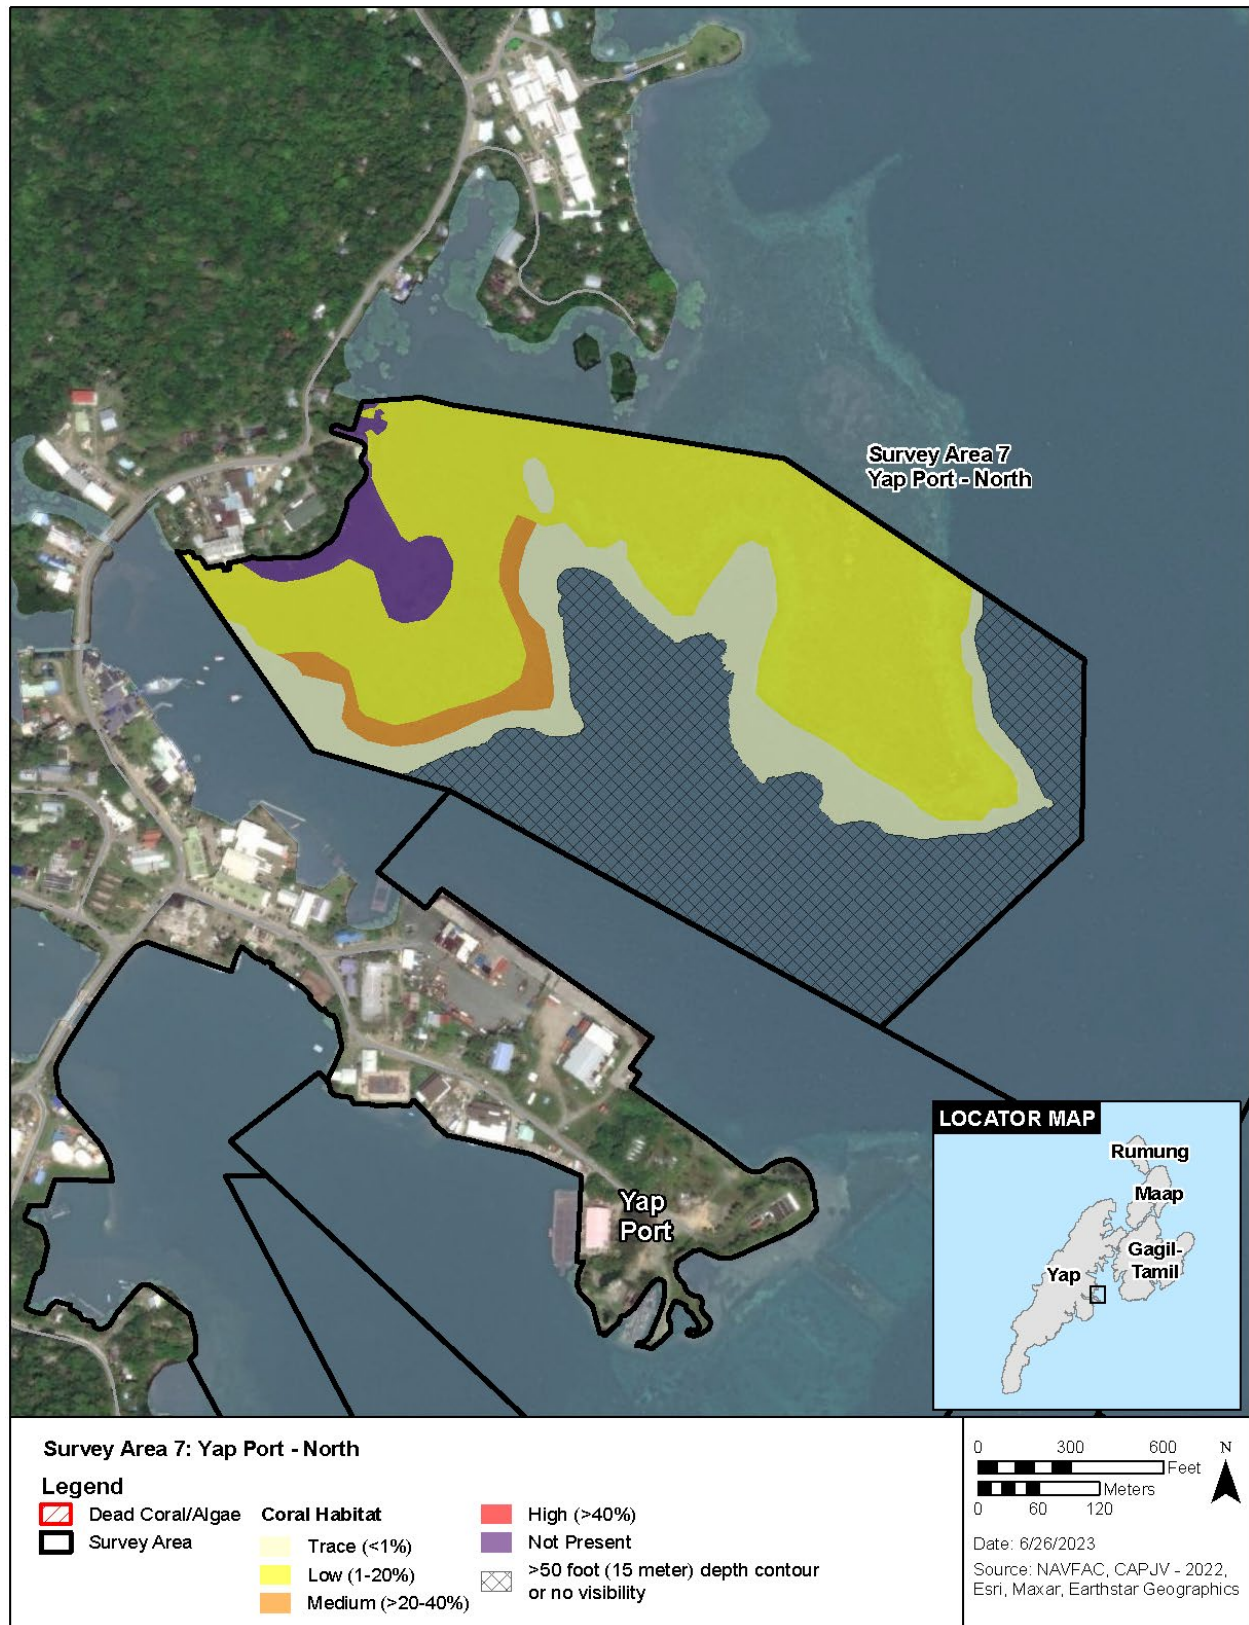 Survey Area 7
Yap Port - North
Yap
Port
LOCATOR MAP
Rumung
Maap
Gagil-
Tamil
Yap
Survey Area 7: Yap Port - North
Legend
Dead Coral/Algae
Survey Area
Coral Habitat
Trace (<1%)
Low (1-20%)
Medium (>20-40%)
High (>40%)
Not Present
>50 foot (15 meter) depth contour
or no visibility
0 300 600
Feet
Meters
0 60 120
N
Date: 6/26/2023
Source: NAVFAC, CAPJV - 2022,
Esri, Maxar, Earthstar Geographics